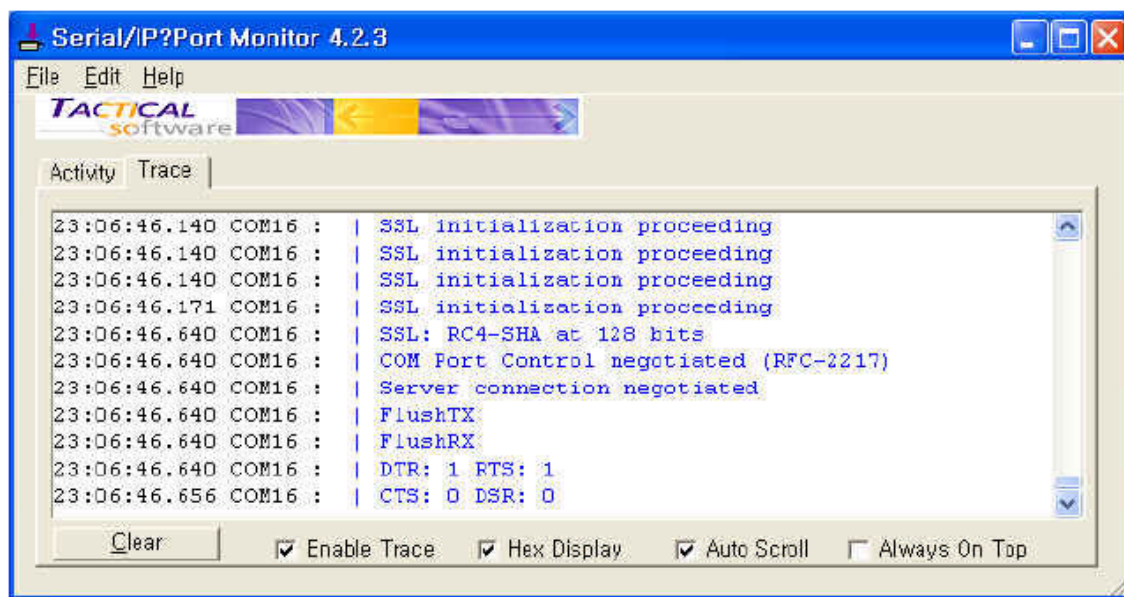 Serial/IP?Port Monitor 4.2.3
File Edit Help
TACTICAL
software
Activity Trace
23:06:46.140 COM16 : | SSL initialization proceeding
23:06:46.140 COM16 : | SSL initialization proceeding
23:06:46.140 COM16 : | SSL initialization proceeding
23:06:46.171 COM16 : | SSL initialization proceeding
23:06:46.640 COM16 : | SSL: RC4-SHA at 128 bits
23:06:46.640 COM16 : | COM Port Control negotiated (RFC-2217)
23:06:46.640 COM16 : | Server connection negotiated
23:06:46.640 COM16 : | FlushTX
23:06:46.640 COM16 : | FlushRX
23:06:46.640 COM16 : | DTR: 1 RTS: 1
23:06:46.656 COM16 : | CTS: 0 DSR: 0
Clear Enable Trace Hex Display Auto Scroll Always On Top